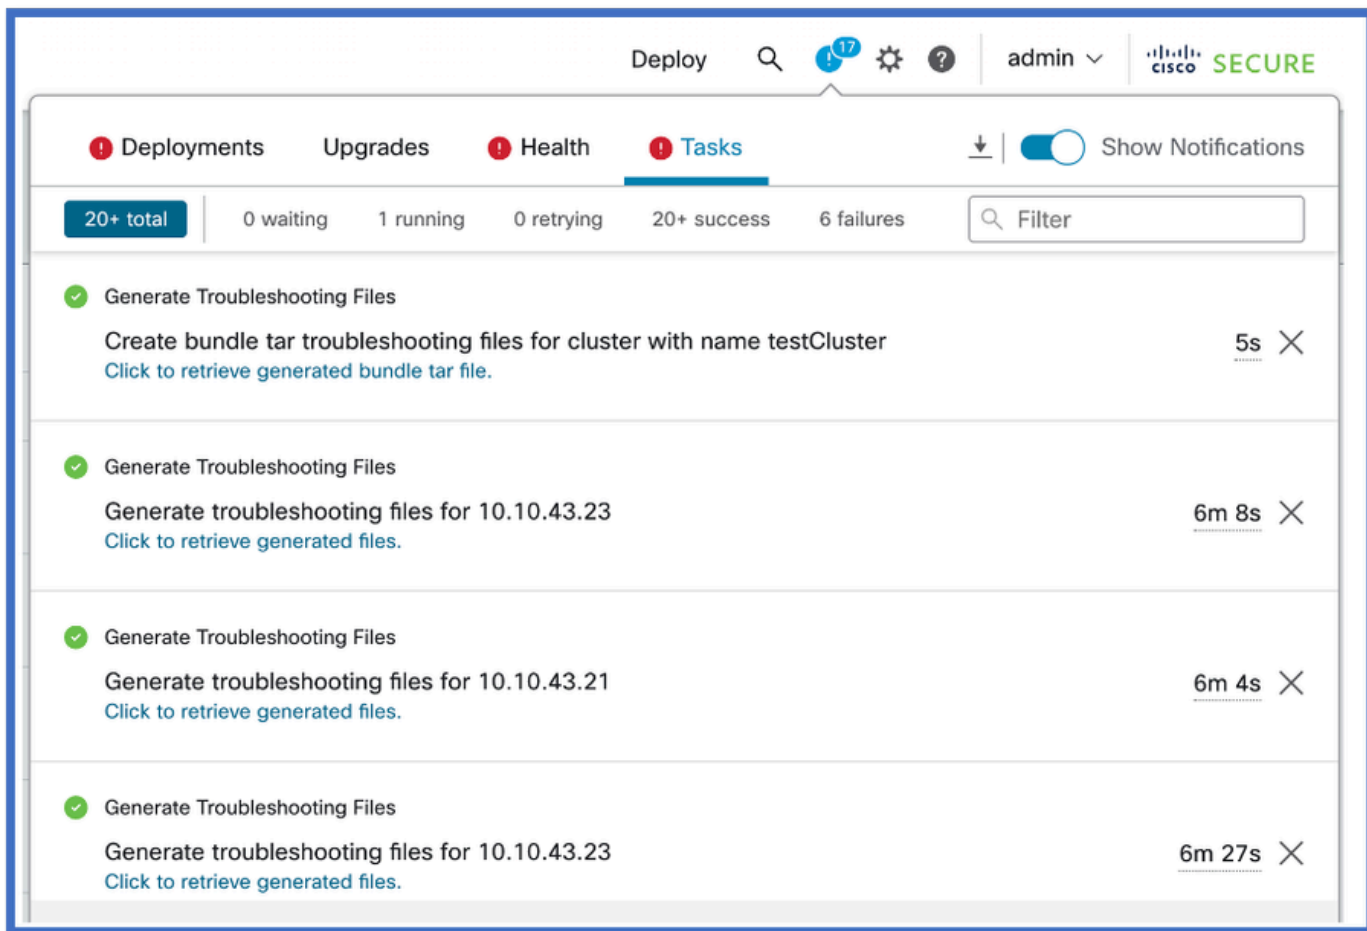 Deploy 17 ? admin cisco SECURE
! Deployments Upgrades ! Health ! Tasks Show Notifications
20+ total 0 waiting 1 running 0 retrying 20+ success 6 failures Filter
Generate Troubleshooting Files
Create bundle tar troubleshooting files for cluster with name testCluster 5s
Click to retrieve generated bundle tar file.
Generate Troubleshooting Files
Generate troubleshooting files for 10.10.43.23 6m 8s
Click to retrieve generated files.
Generate Troubleshooting Files
Generate troubleshooting files for 10.10.43.21 6m 4s
Click to retrieve generated files.
Generate Troubleshooting Files
Generate troubleshooting files for 10.10.43.23 6m 27s
Click to retrieve generated files.